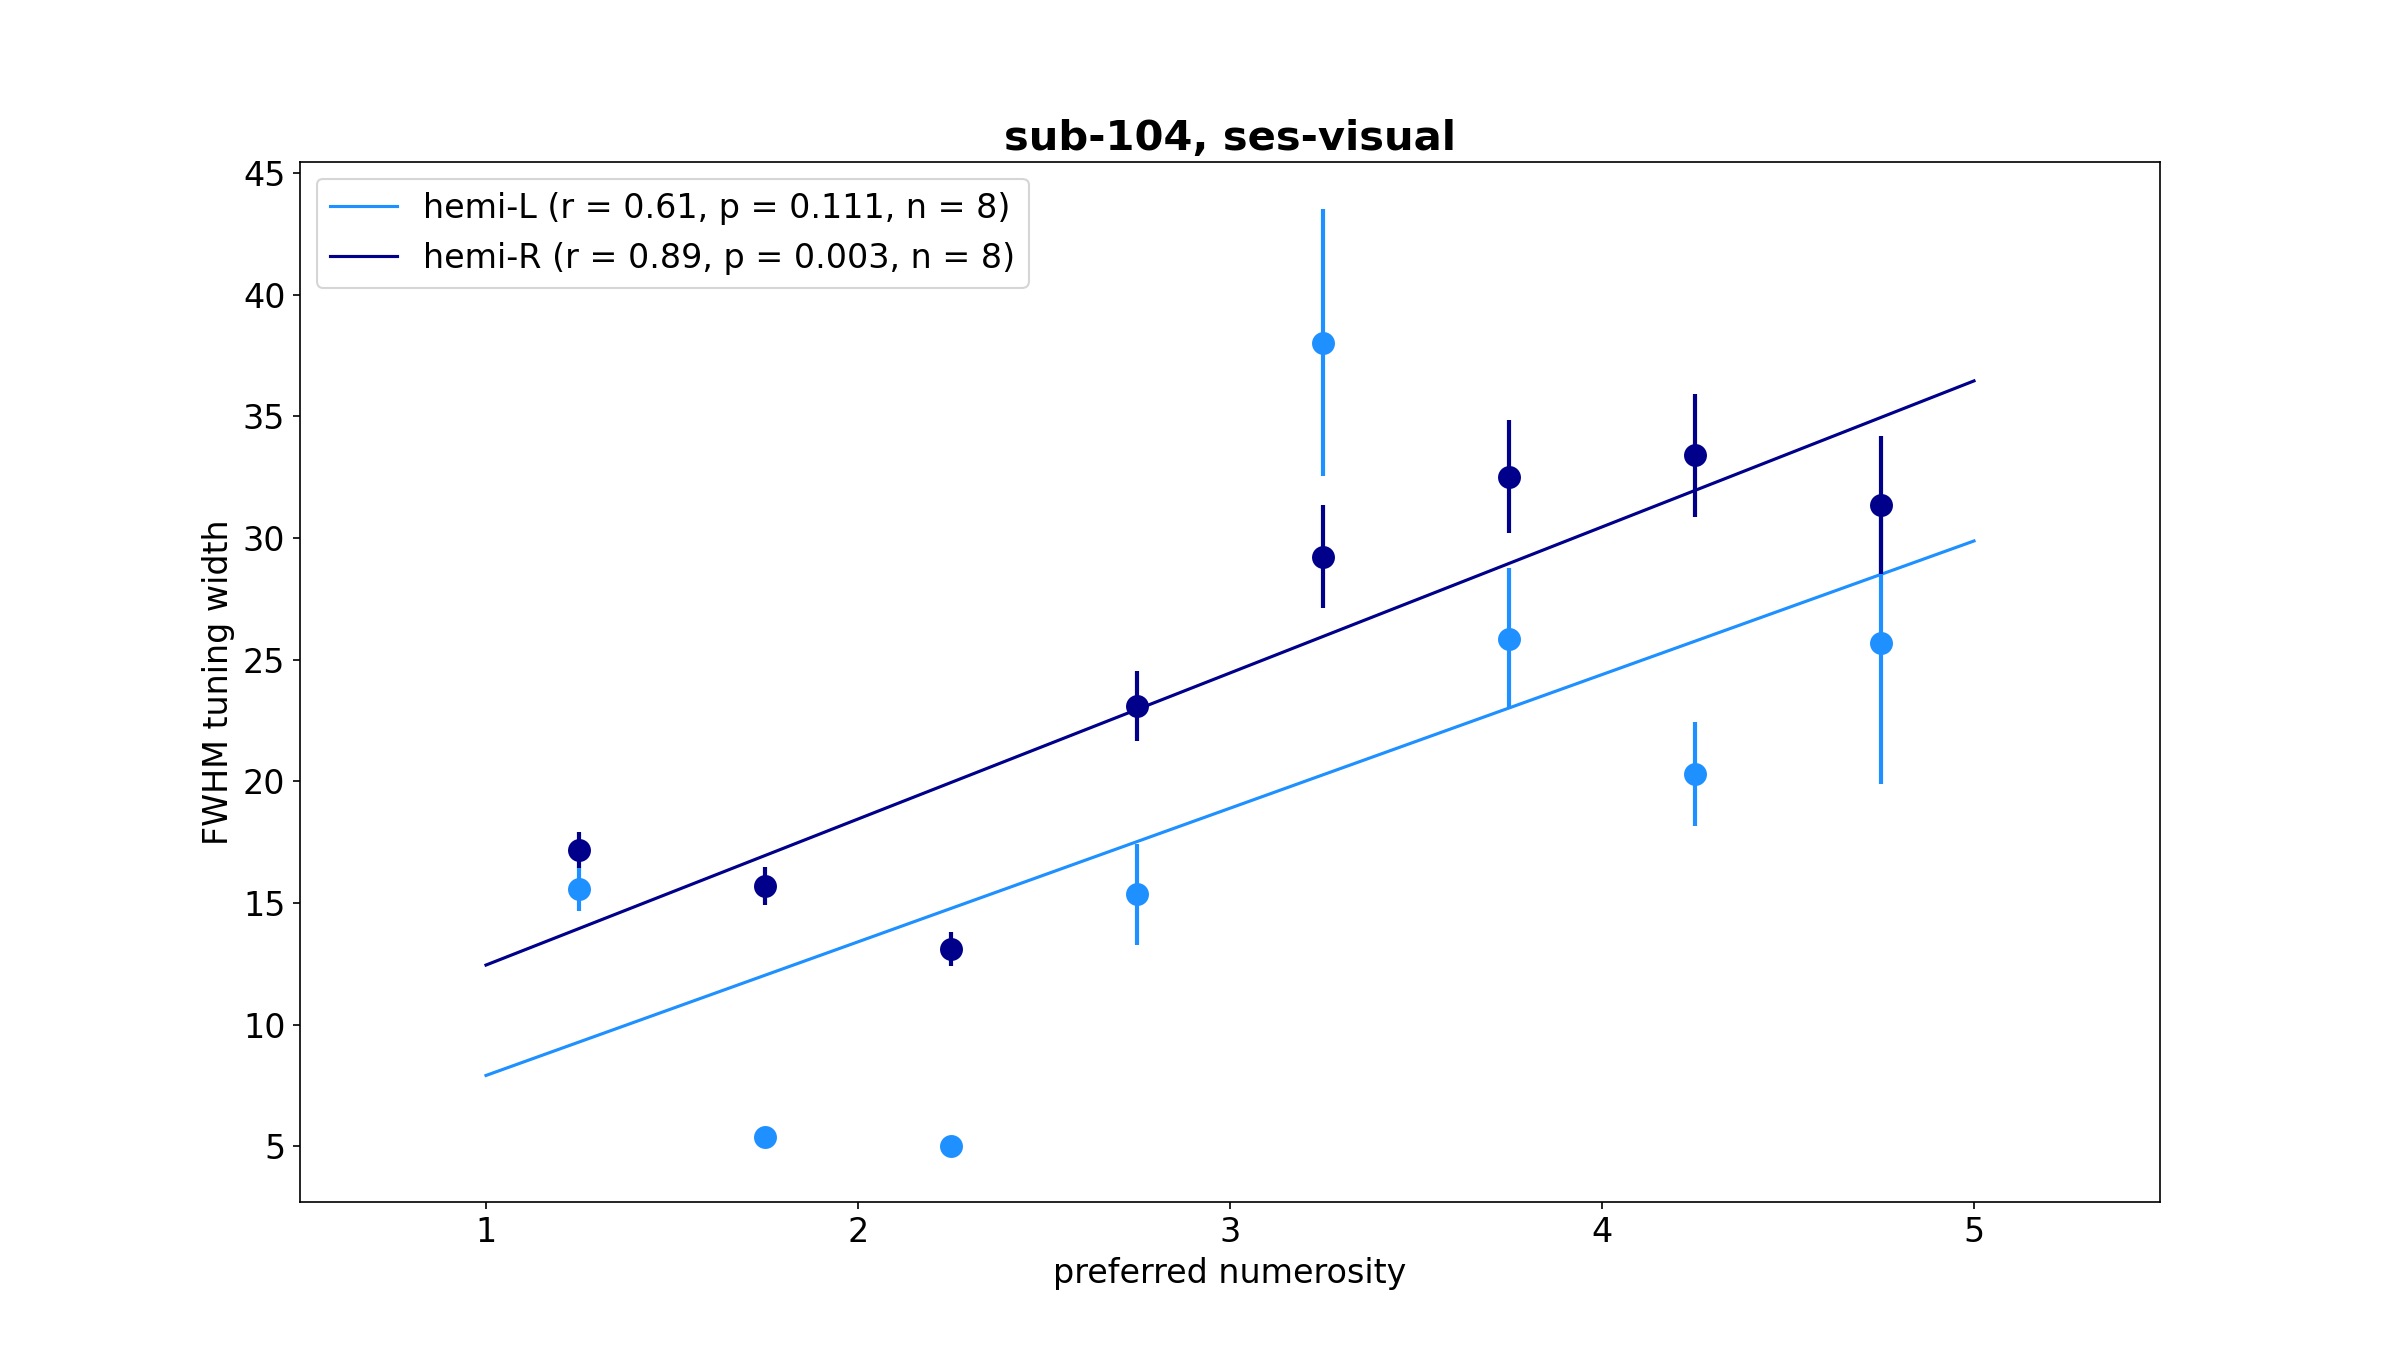 sub-104, ses-visual
hemi-L (r = 0.61, p = 0.111, n = 8)
hemi-R (r = 0.89, p = 0.003, n = 8)
FWHM tuning width
45
40
35
30
25
20
15
10
5
1 2 3 4 5
preferred numerosity